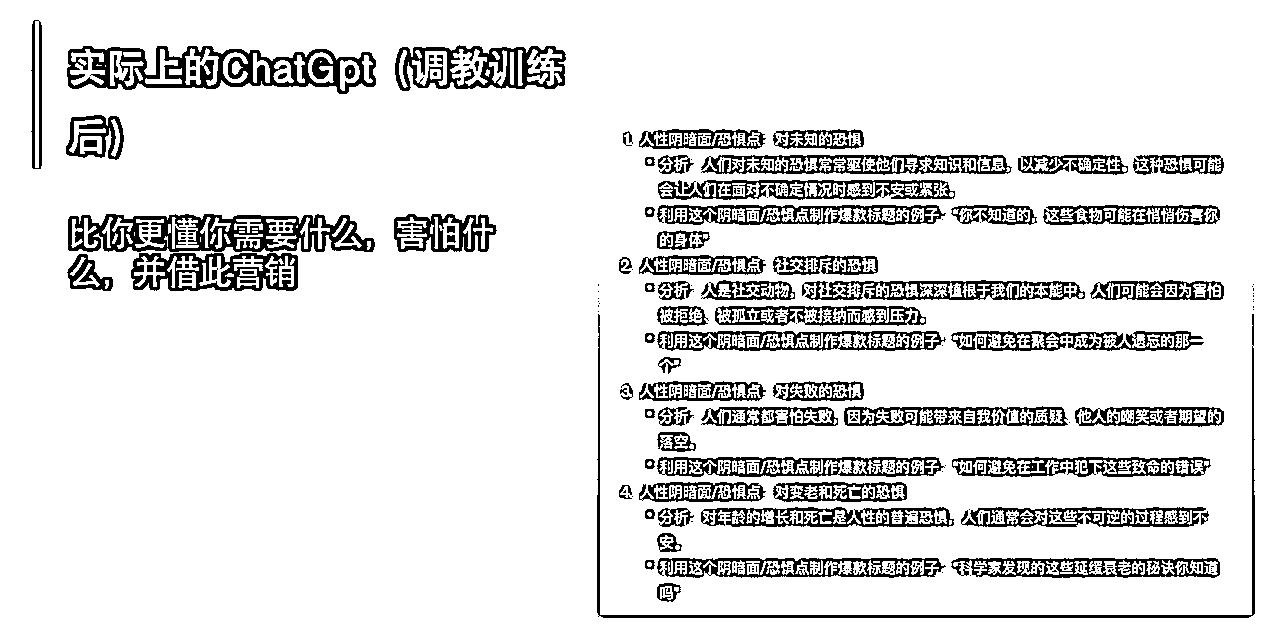 实际上的ChatGpt（调教训练
后）
比你更懂你需要什么，害怕什
么，并借此营销
1. 人性阴暗面/恐惧点：对未知的恐惧
分析：人们对未知的恐惧常常驱使他们寻求知识和信息，以减少不确定性。这种恐惧可能
会让人们在面对不确定情况时感到不安或紧张。
利用这个阴暗面/恐惧点制作爆款标题的例子：“你不知道的，这些食物可能在悄悄伤害你
的身体”
2. 人性阴暗面/恐惧点：社交排斥的恐惧
分析：人是社交动物，对社交排斥的恐惧深深植根于我们的本能中。人们可能会因为害怕
被拒绝、被孤立或者不被接纳而感到压力。
利用这个阴暗面/恐惧点制作爆款标题的例子：“如何避免在聚会中成为被人遗忘的那一
个”
3. 人性阴暗面/恐惧点：对失败的恐惧
分析：人们通常都害怕失败，因为失败可能带来自我价值的质疑、他人的嘲笑或者期望的
落空。
利用这个阴暗面/恐惧点制作爆款标题的例子：“如何避免在工作中犯下这些致命的错误”
4. 人性阴暗面/恐惧点：对变老和死亡的恐惧
分析：对年龄的增长和死亡是人性的普遍恐惧，人们通常会对这些不可逆的过程感到不
安。
利用这个阴暗面/恐惧点制作爆款标题的例子：“科学家发现的这些延缓衰老的秘诀你知道
吗”